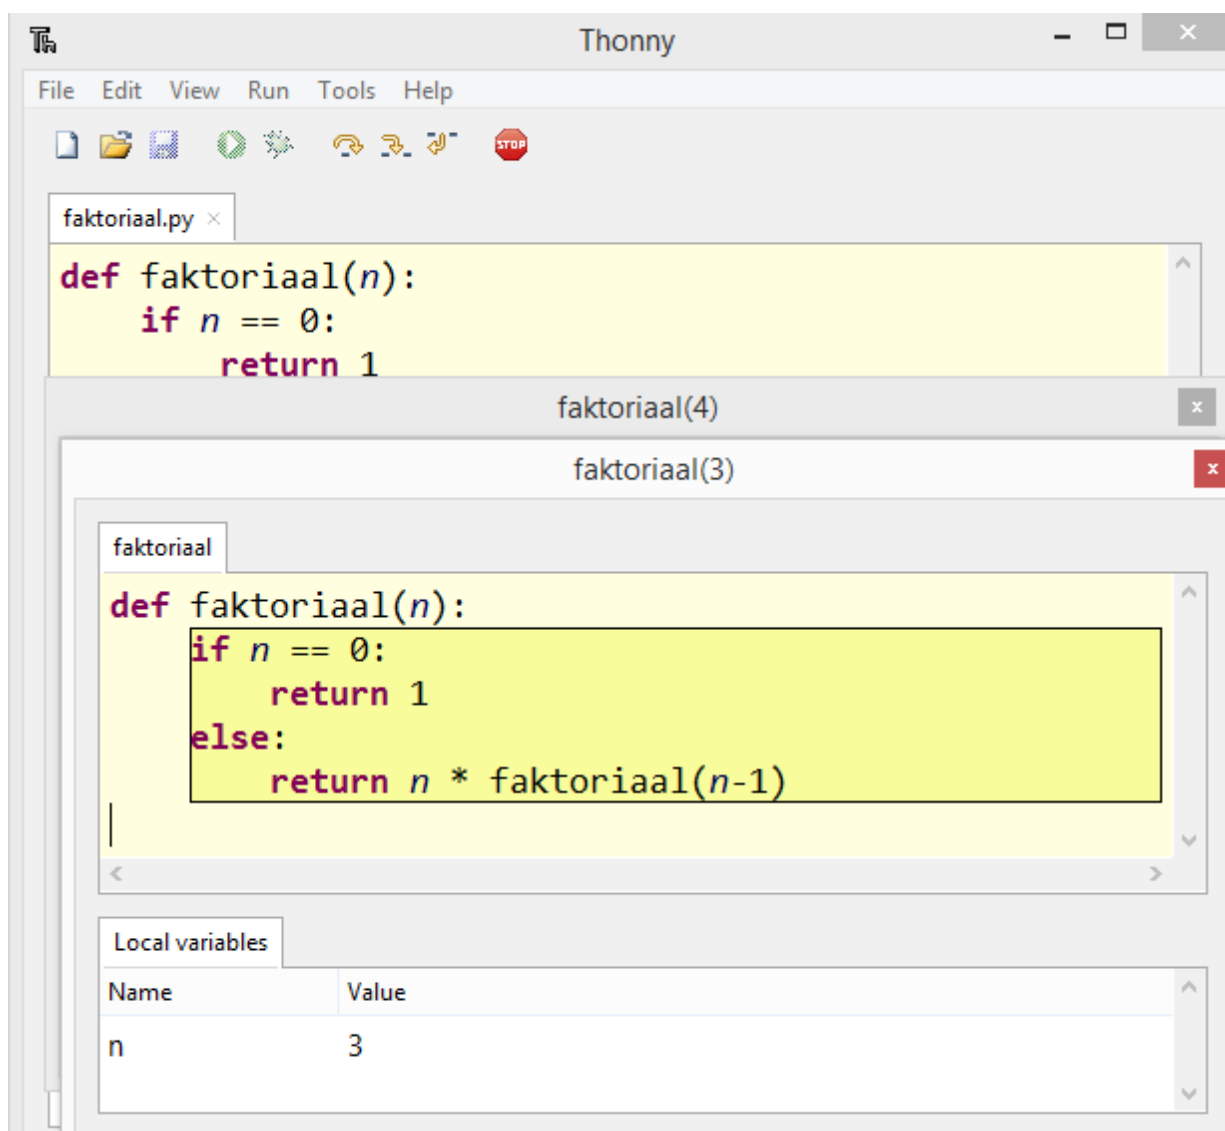 Thonny
File Edit View Run Tools Help
STOP
faktoriaal.py
def faktoriaal(n):
    if n == 0:
        return 1
faktoriaal(4)
faktoriaal(3)
faktoriaal
def faktoriaal(n):
    if n == 0:
        return 1
    else:
        return n * faktoriaal(n-1)
Local variables
Name Value
n 3